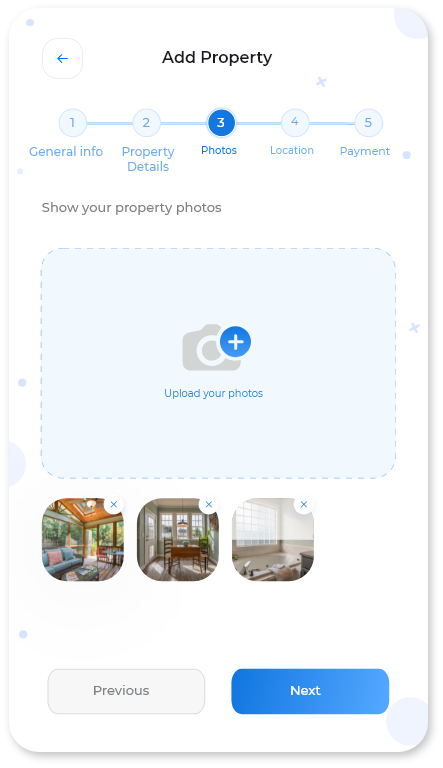 Add Property
1 2 3 4 5
General info Property Photos Location Payment
Details
Show your property photos
Upload your photos
Previous Next